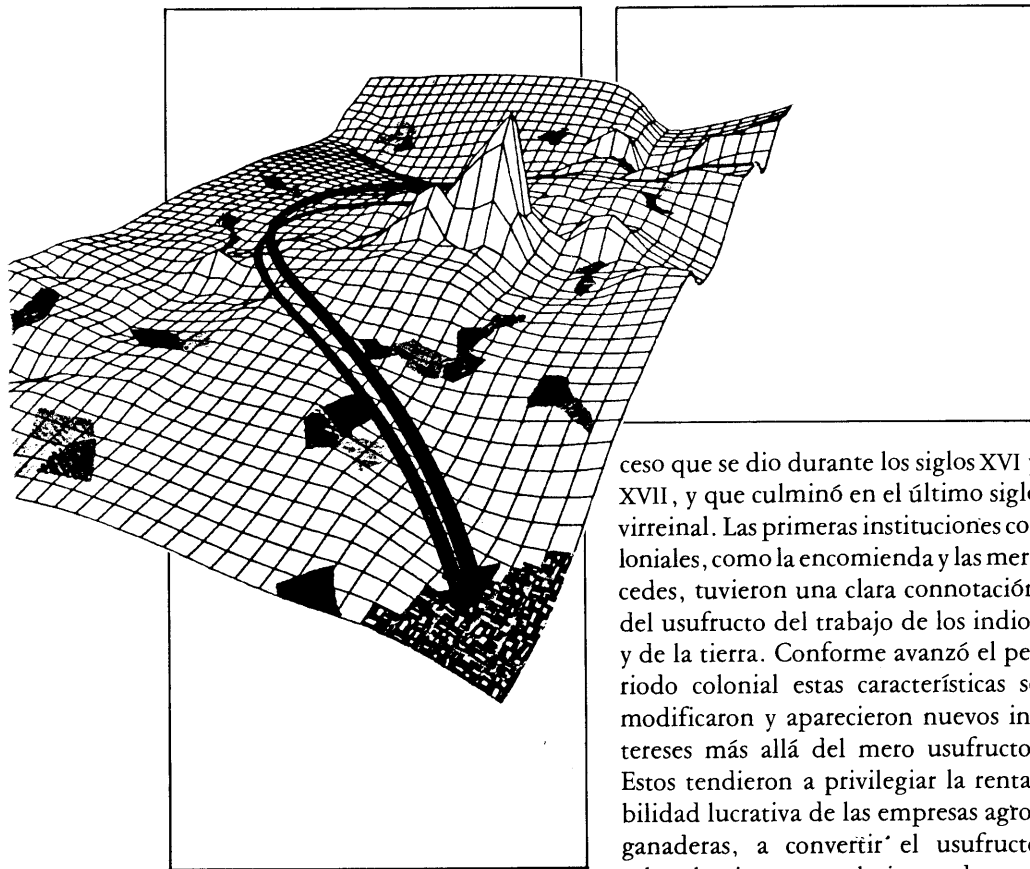 ceso que se dio durante los siglos XVI
XVII, y que culminó en el último siglo
virreinal. Las primeras instituciones co
loniales, como la encomienda y las mer
cedes, tuvieron una clara connotación
del usufructo del trabajo de los indio
y de la tierra. Conforme avanzó el pe
riodo colonial estas características se
modificaron y aparecieron nuevos in
tereses más allá del mero usufructo
Estos tendieron a privilegiar la renta
bilidad lucrativa de las empresas agro
ganaderas, a convertir el usufructo